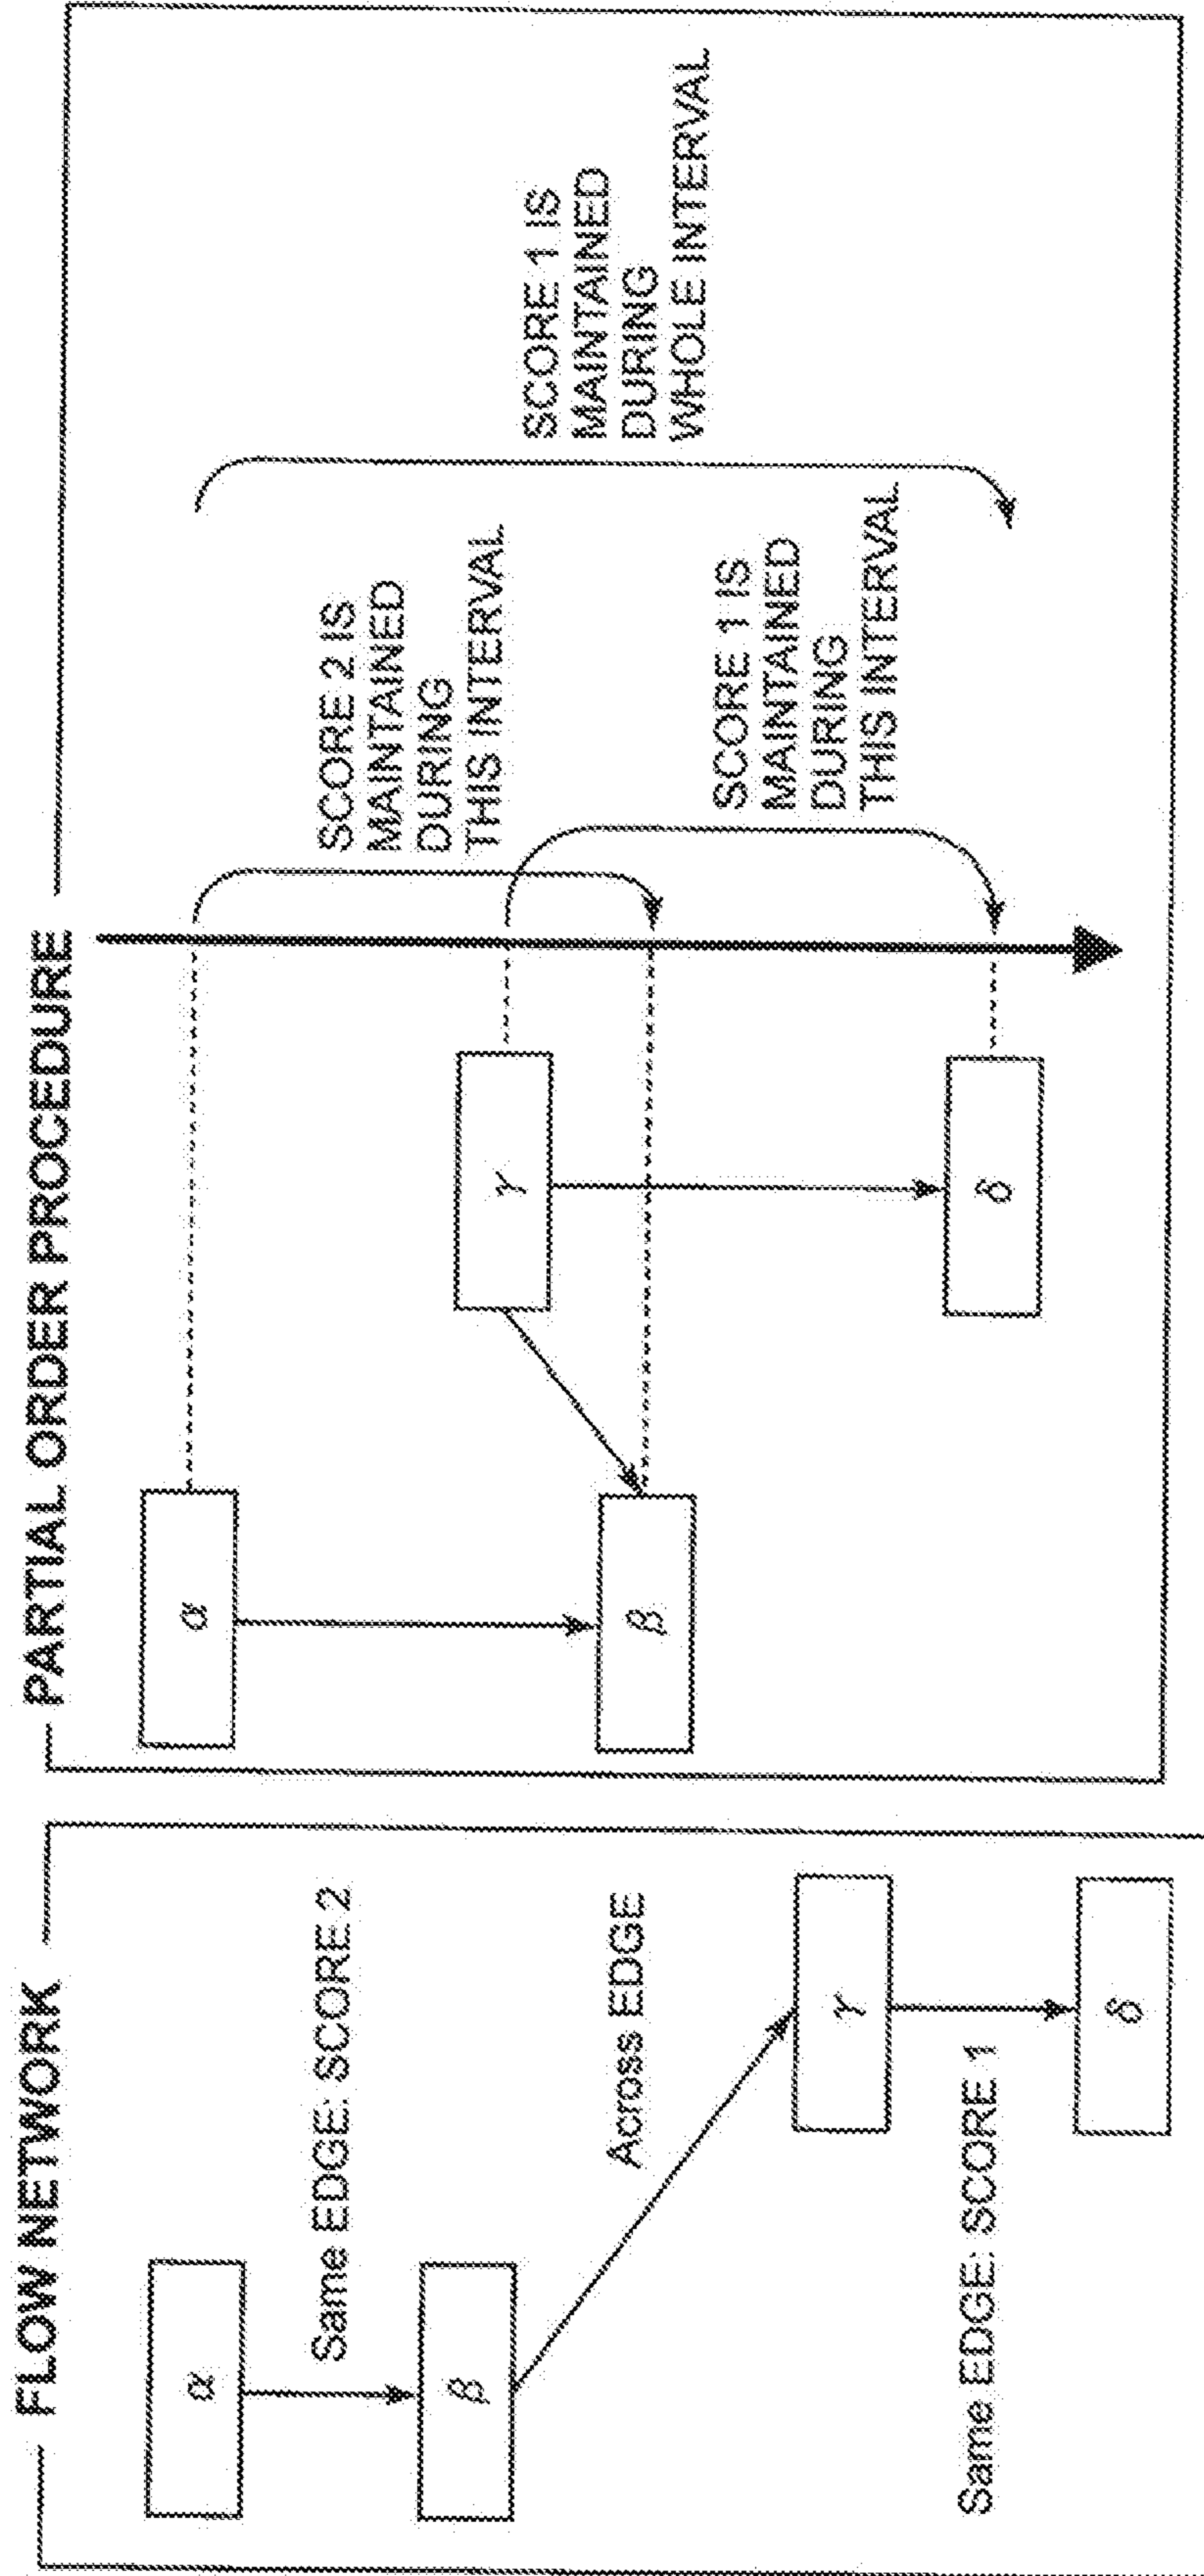 FLOW NETWORK
α
Same EDGE: SCORE 2
β
Across EDGE
γ
Same EDGE: SCORE 1
δ
PARTIAL ORDER PROCEDURE
α
β
γ
δ
SCORE 2 IS
MAINTAINED
DURING
THIS INTERVAL
SCORE 1 IS
MAINTAINED
DURING
THIS INTERVAL
SCORE 1 IS
MAINTAINED
DURING
WHOLE INTERVAL